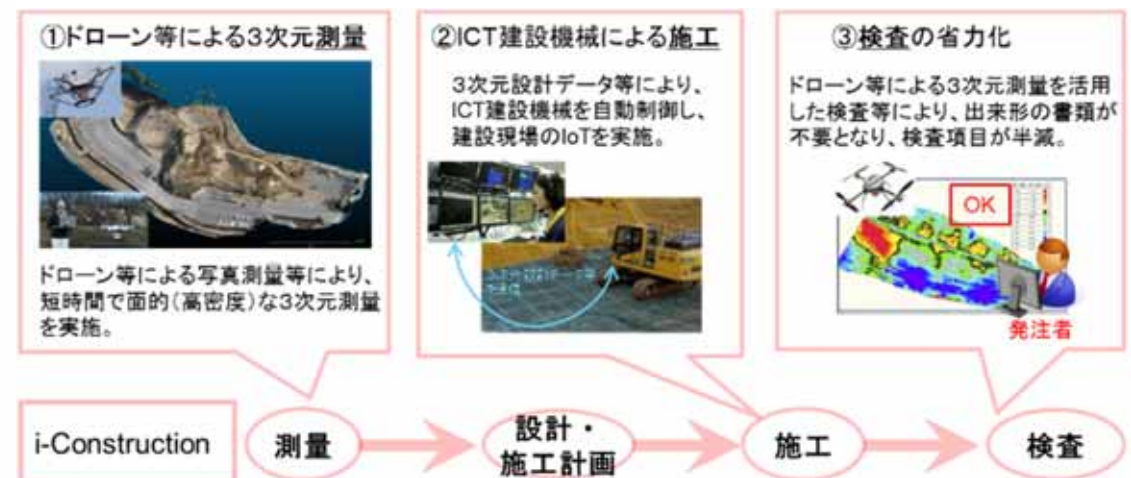 ①ドローン等による3次元測量
ドローン等による写真測量等により、
短時間で面的(高密度)な3次元測量
を実施。
②ICT建設機械による施工
3次元設計データ等により、
ICT建設機械を自動制御し、
建設現場のIoTを実施。
③検査の省力化
ドローン等による3次元測量を活用
した検査等により、出来形の書類が
不要となり、検査項目が半減。
OK
発注者
i-Construction
測量
設計・
施工計画
施工
検査